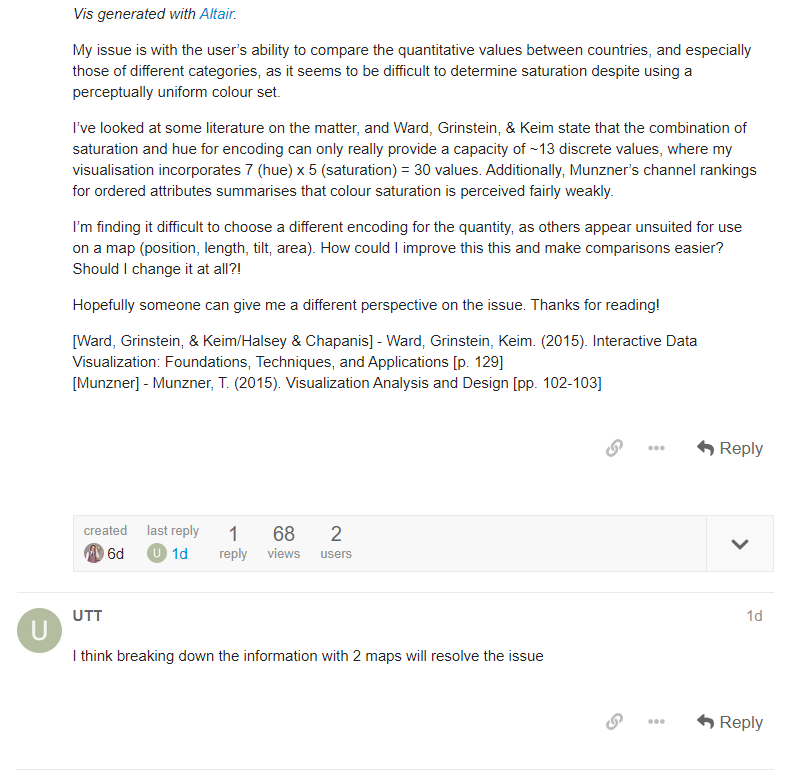 Vis generated with Altair.
My issue is with the user's ability to compare the quantitative values between countries, and especially
those of different categories, as it seems to be difficult to determine saturation despite using a
perceptually uniform colour set.
I've looked at some literature on the matter, and Ward, Grinstein, & Keim state that the combination of
saturation and hue for encoding can only really provide a capacity of ~13 discrete values, where my
visualisation incorporates 7 (hue) x 5 (saturation) = 30 values. Additionally, Munzner's channel rankings
for ordered attributes summarises that colour saturation is perceived fairly weakly.
I'm finding it difficult to choose a different encoding for the quantity, as others appear unsuited for use
on a map (position, length, tilt, area). How could I improve this this and make comparisons easier?
Should I change it at all?!
Hopefully someone can give me a different perspective on the issue. Thanks for reading!
[Ward, Grinstein, & Keim/Halsey & Chapanis] - Ward, Grinstein, Keim. (2015). Interactive Data
Visualization: Foundations, Techniques, and Applications [p. 129]
[Munzner] - Munzner, T. (2015). Visualization Analysis and Design [pp. 102-103]
Reply
created last reply 1 68 2
6d U 1d reply views users
U UTT 1d
I think breaking down the information with 2 maps will resolve the issue
Reply